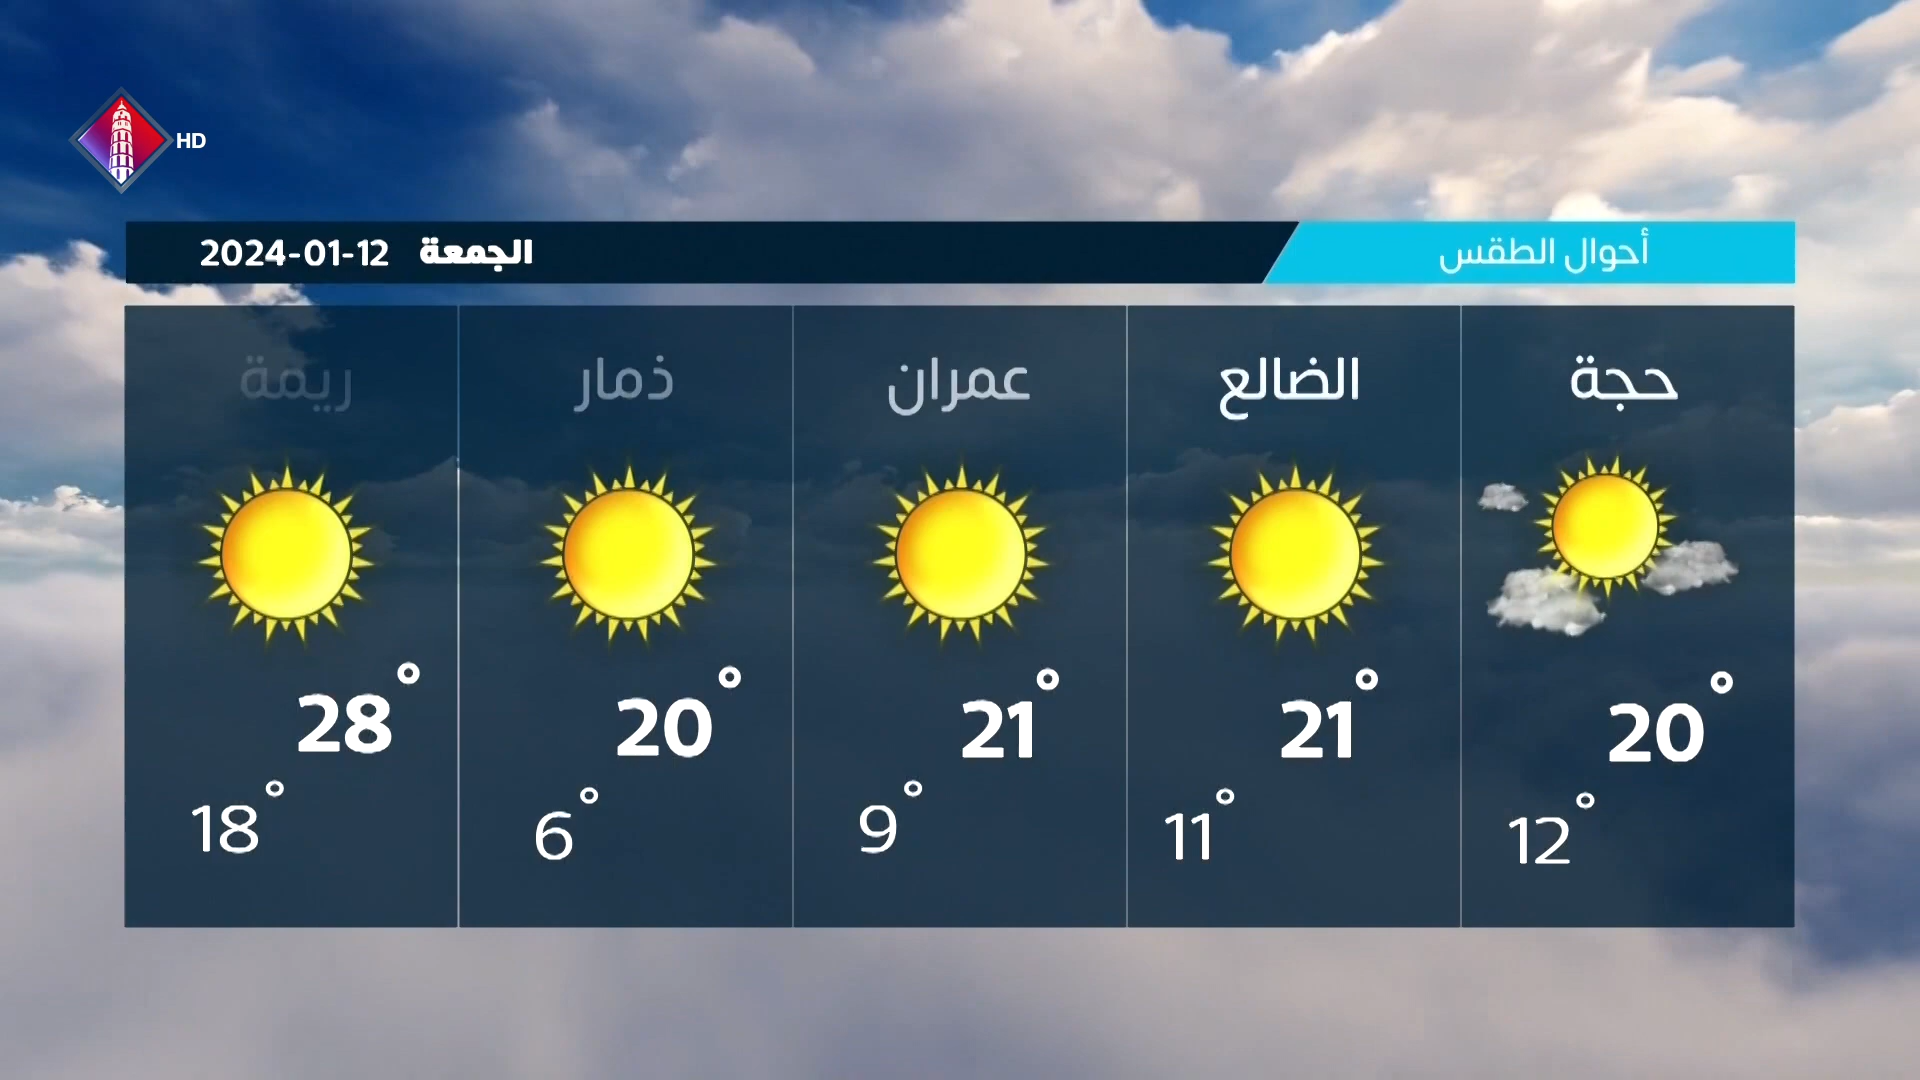 HD
أحوال الطقس
الجمعة 2024-01-12
حجة
20°
12°
الضالع
21°
11°
عمران
21°
9°
ذمار
20°
6°
ريمة
28°
18°